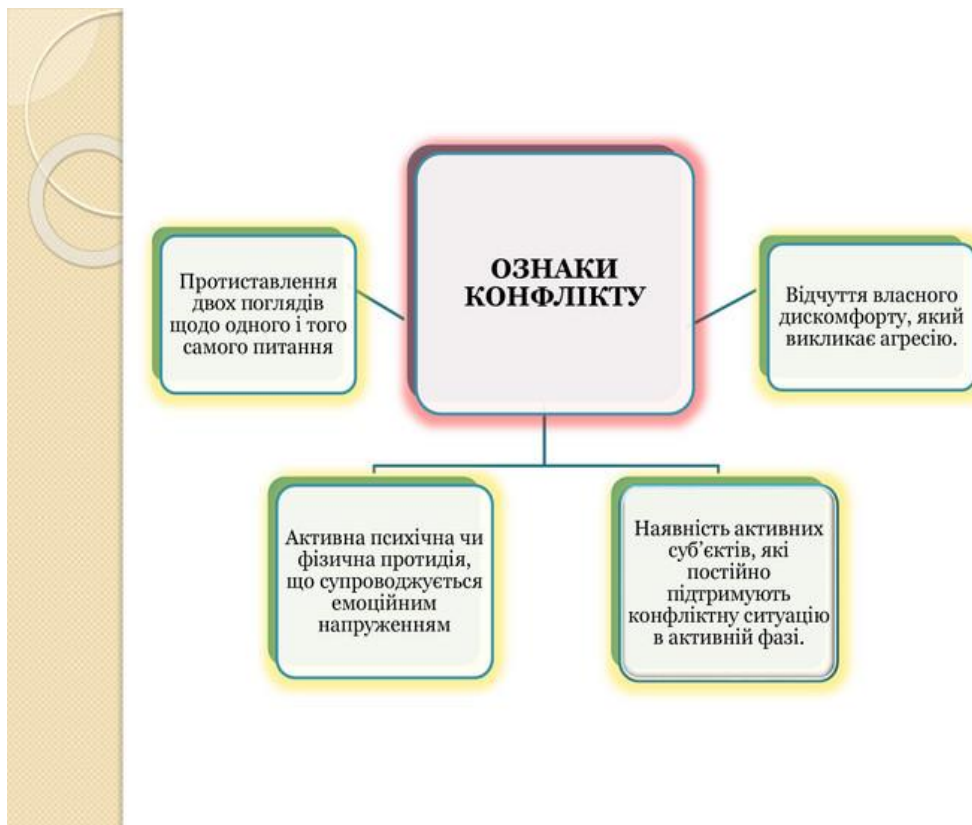 ОЗНАКИ
КОНФЛІКТУ
Протиставлення
двох поглядів
щодо одного і того
самого питання
Відчуття власного
дискомфорту, який
викликає агресію.
Активна психічна чи
фізична протидія,
що супроводжується
емоційним
напруженням
Наявність активних
суб’єктів, які
постійно
підтримують
конфліктну ситуацію
в активній фазі.